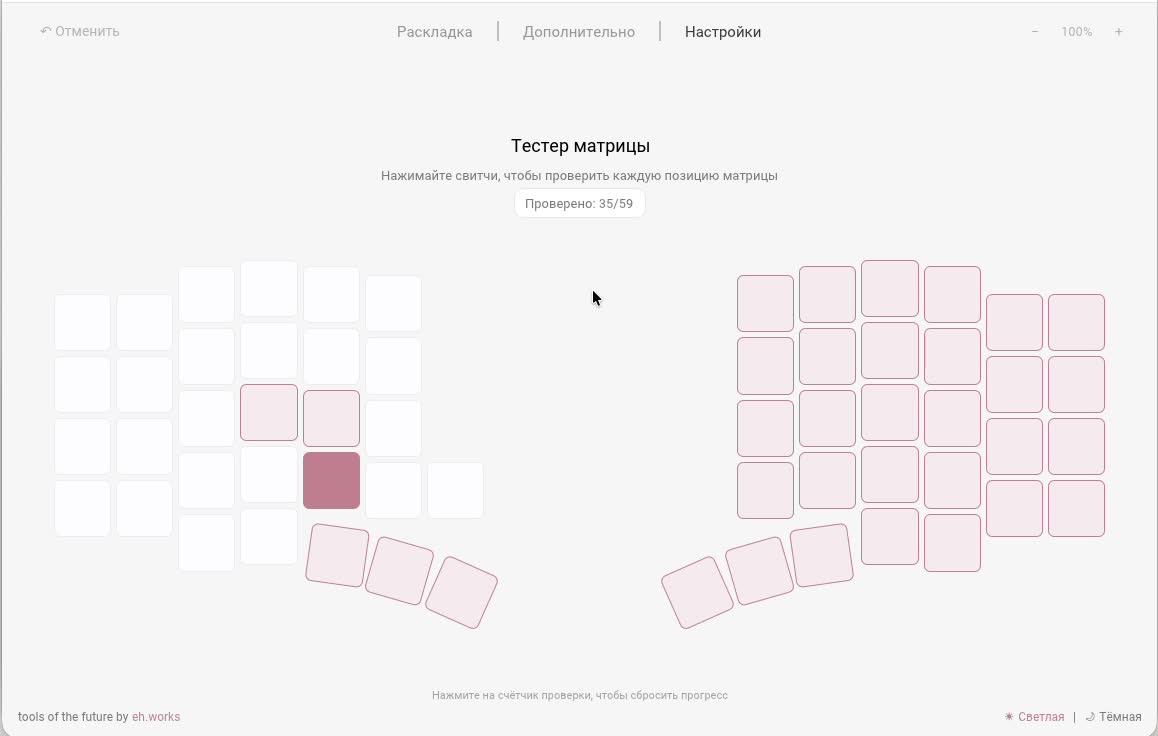 ↶ Отменить
Раскладка | Дополнительно | Настройки
− 100% +
Тестер матрицы
Нажимайте свитчи, чтобы проверить каждую позицию матрицы
Проверено: 35/59
Нажмите на счётчик проверки, чтобы сбросить прогресс
tools of the future by eh.works
☀ Светлая | 🌙 Тёмная